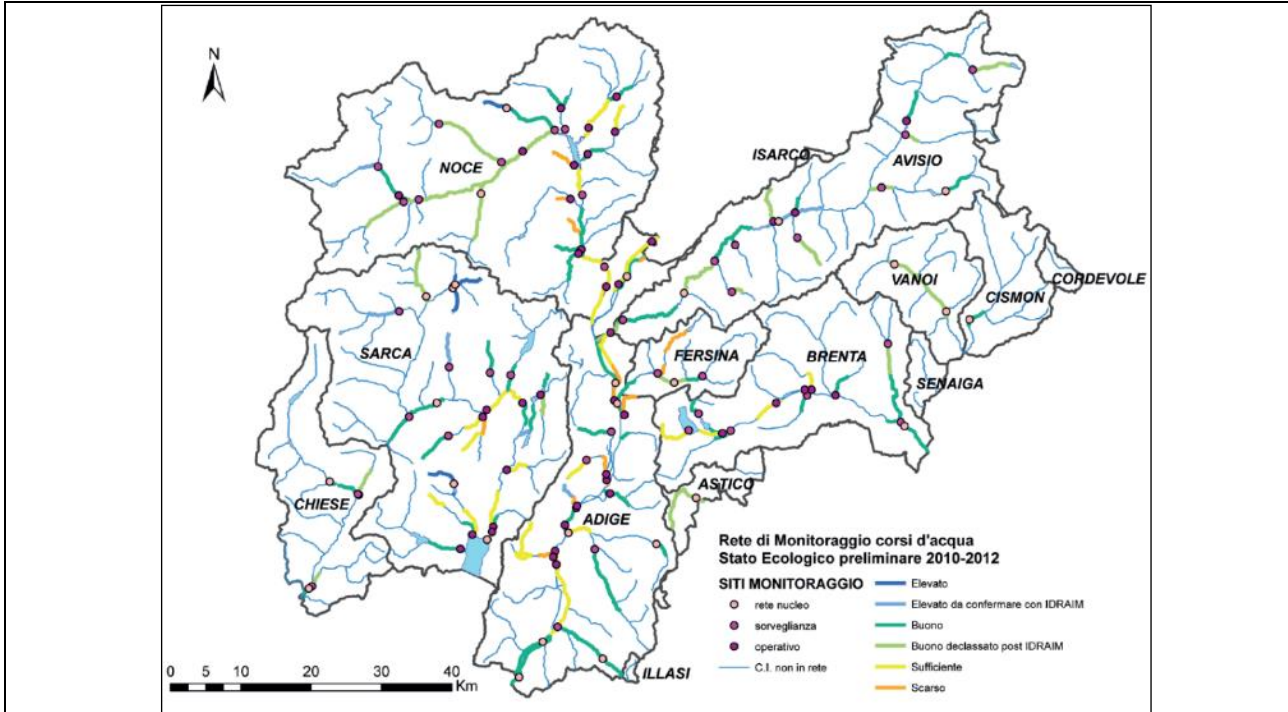 N
NOCE
ISARCO
AVISIO
VANOI
CORDEVOLE
CISMON
SARCA
FERSINA
BRENTA
SENAIGA
CHIESE
ASTICO
ADIGE
ILLASI
Rete di Monitoraggio corsi d'acqua
Stato Ecologico preliminare 2010-2012
SITI MONITORAGGIO
rete nucleo
sorveglianza
operativo
C.I. non in rete
Elevato
Elevato da confermare con IDRAIM
Buono
Buono declassato post IDRAIM
Sufficiente
Scarso
0 5 10 20 30 40
Km